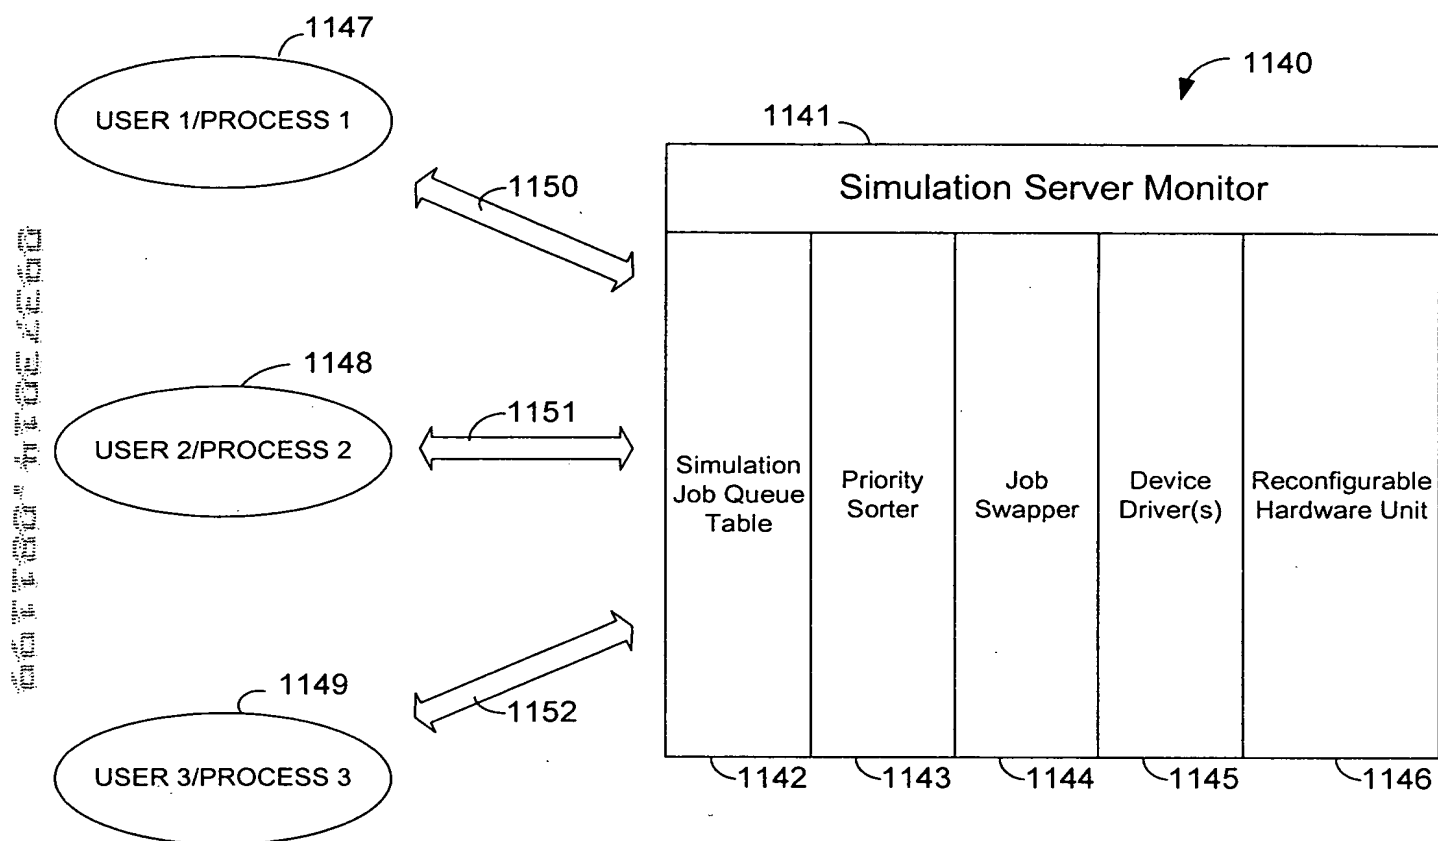 1147
USER 1/PROCESS 1
1140
1141
Simulation Server Monitor
1150
1148
USER 2/PROCESS 2
1151
Simulation
Job Queue
Table
Priority
Sorter
Job
Swapper
Device
Driver(s)
Reconfigurable
Hardware Unit
1149
USER 3/PROCESS 3
1152
1142
1143
1144
1145
1146